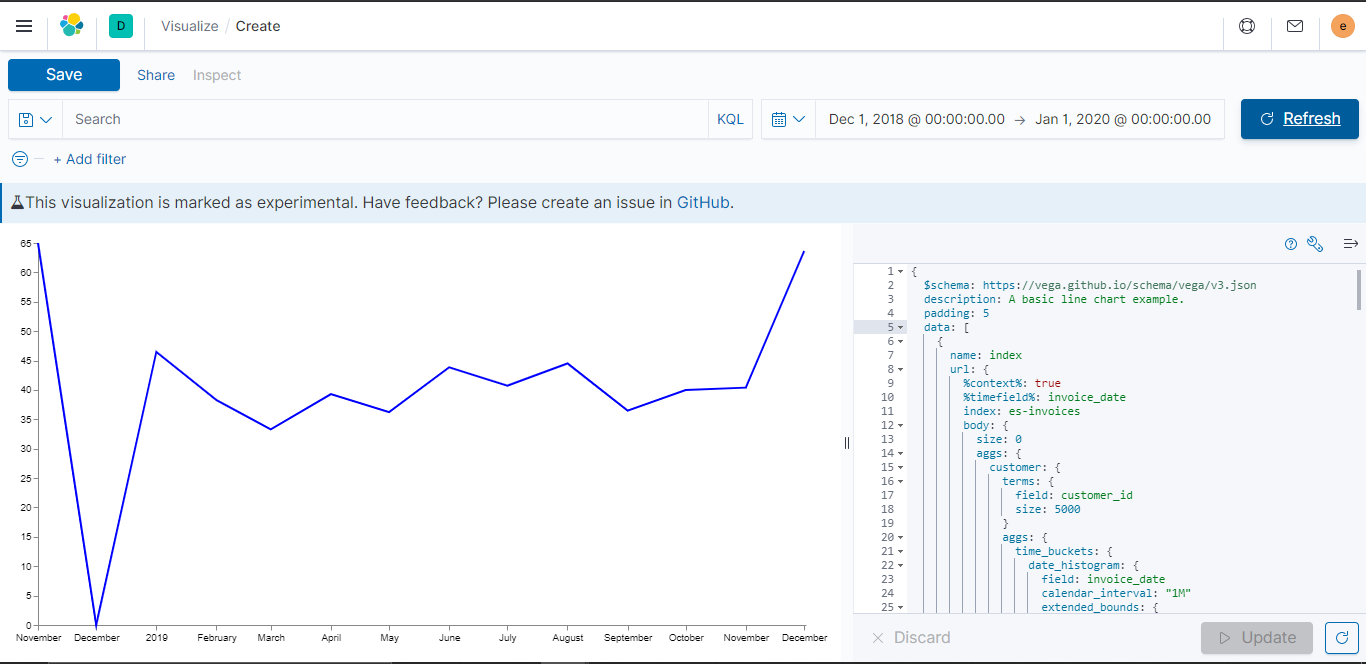 D Visualize / Create e
Save Share Inspect
Search KQL Dec 1, 2018 @ 00:00:00.00 → Jan 1, 2020 @ 00:00:00.00 Refresh
+ Add filter
This visualization is marked as experimental. Have feedback? Please create an issue in GitHub.
65
60
55
50
45
40
35
30
25
20
15
10
5
0
November December 2019 February March April May June July August September October November December
1 {
2 $schema: https://vega.github.io/schema/vega/v3.json
3 description: A basic line chart example.
4 padding: 5
5 data: [
6 {
7 name: index
8 url: {
9 %context%: true
10 %timefield%: invoice_date
11 index: es-invoices
12 body: {
13 size: 0
14 aggs: {
15 customer: {
16 terms: {
17 field: customer_id
18 size: 5000
19 }
20 aggs: {
21 time_buckets: {
22 date_histogram: {
23 field: invoice_date
24 calendar_interval: "1M"
25 extended_bounds: {
Discard Update